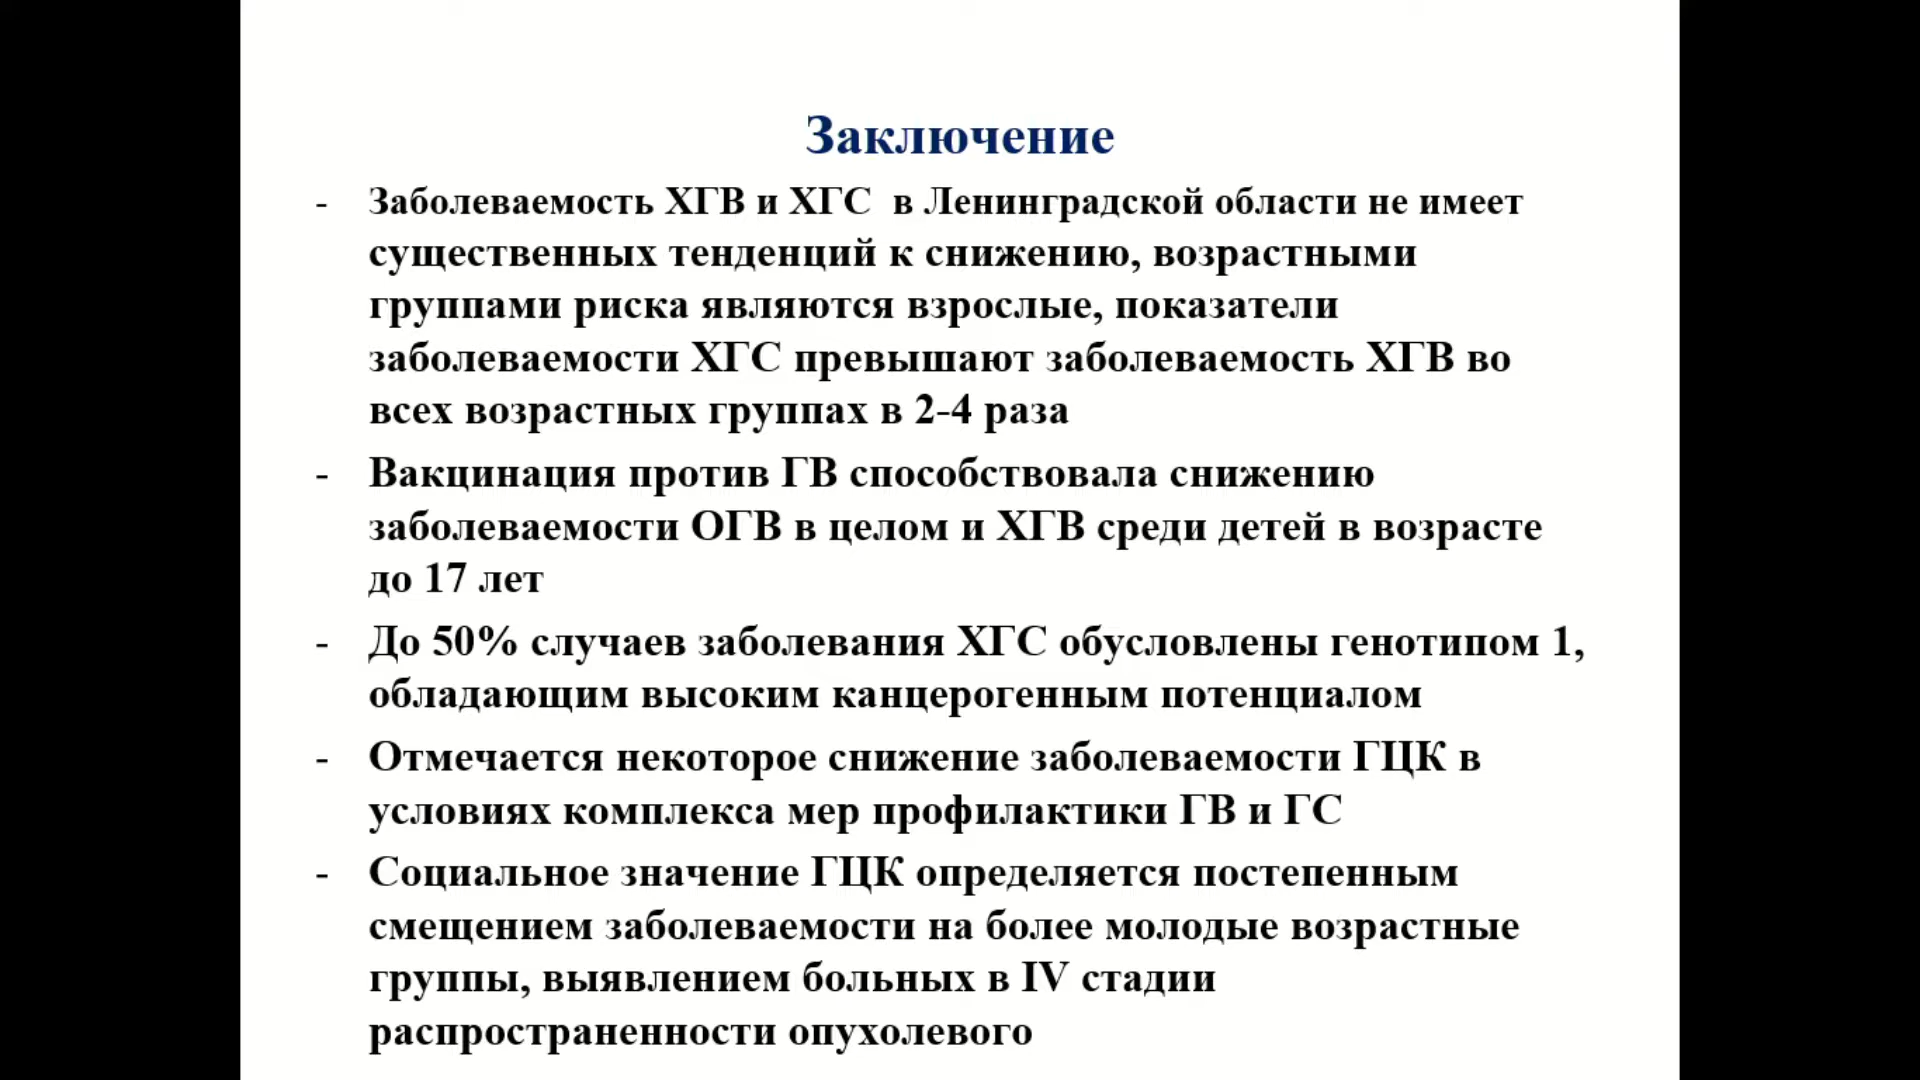 Заключение
- Заболеваемость ХГВ и ХГС в Ленинградской области не имеет
существенных тенденций к снижению, возрастными
группами риска являются взрослые, показатели
заболеваемости ХГС превышают заболеваемость ХГВ во
всех возрастных группах в 2-4 раза
- Вакцинация против ГВ способствовала снижению
заболеваемости ОГВ в целом и ХГВ среди детей в возрасте
до 17 лет
- До 50% случаев заболевания ХГС обусловлены генотипом 1,
обладающим высоким канцерогенным потенциалом
- Отмечается некоторое снижение заболеваемости ГЦК в
условиях комплекса мер профилактики ГВ и ГС
- Социальное значение ГЦК определяется постепенным
смещением заболеваемости на более молодые возрастные
группы, выявлением больных в IV стадии
распространенности опухолевого